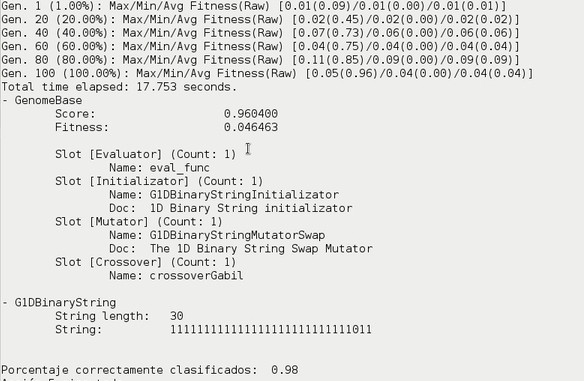 Gen. 1 (1.00%): Max/Min/Avg Fitness(Raw) [0.01(0.09)/0.01(0.00)/0.01(0.01)]
Gen. 20 (20.00%): Max/Min/Avg Fitness(Raw) [0.02(0.45)/0.02(0.00)/0.02(0.02)]
Gen. 40 (40.00%): Max/Min/Avg Fitness(Raw) [0.07(0.73)/0.06(0.00)/0.06(0.06)]
Gen. 60 (60.00%): Max/Min/Avg Fitness(Raw) [0.04(0.75)/0.04(0.00)/0.04(0.04)]
Gen. 80 (80.00%): Max/Min/Avg Fitness(Raw) [0.11(0.85)/0.09(0.00)/0.09(0.09)]
Gen. 100 (100.00%): Max/Min/Avg Fitness(Raw) [0.05(0.96)/0.04(0.00)/0.04(0.04)]
Total time elapsed: 17.753 seconds.
- GenomeBase
Score: 0.960400
Fitness: 0.046463
Slot [Evaluator] (Count: 1)
Name: eval_func
Slot [Initializator] (Count: 1)
Name: G1DBinaryStringInitializator
Doc: 1D Binary String initializator
Slot [Mutator] (Count: 1)
Name: G1DBinaryStringMutatorSwap
Doc: The 1D Binary String Swap Mutator
Slot [Crossover] (Count: 1)
Name: crossoverGabil
- G1DBinaryString
String length: 30
String: 111111111111111111111111111011
Porcentaje correctamente clasificados: 0.98